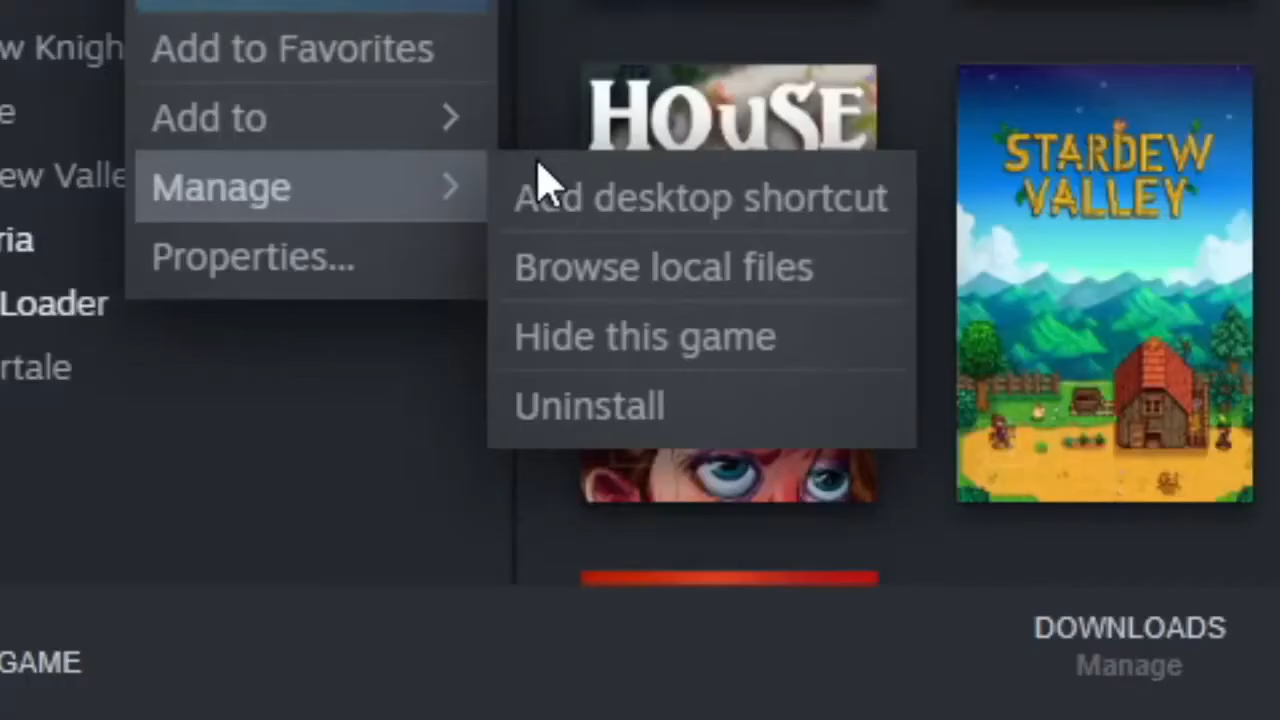 w Knigh
e
ew Valle
ria
Loader
rtale
Add to Favorites
Add to
Manage
Properties...
Add desktop shortcut
Browse local files
Hide this game
Uninstall
HOUSE
STARDEW
VALLEY
GAME
DOWNLOADS
Manage